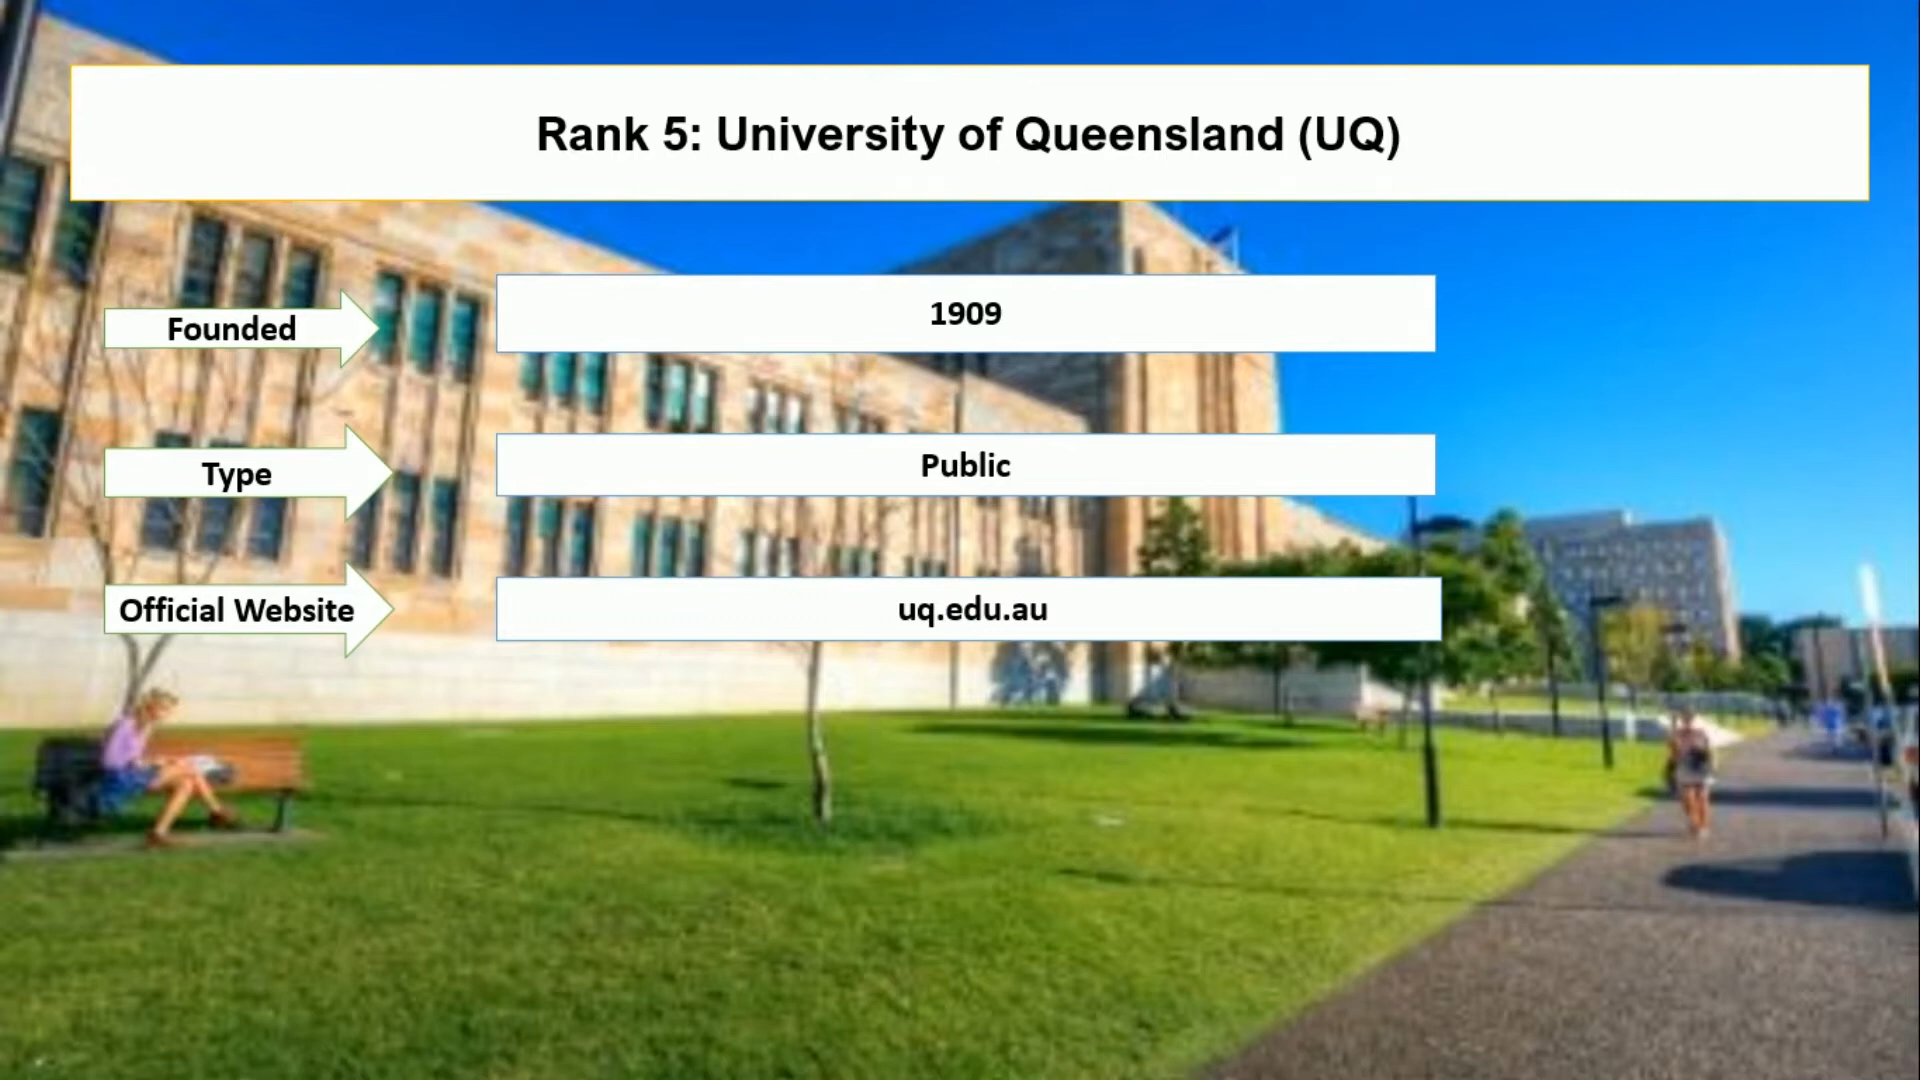 Rank 5: University of Queensland (UQ)
Founded
1909
Type
Public
Official Website
uq.edu.au